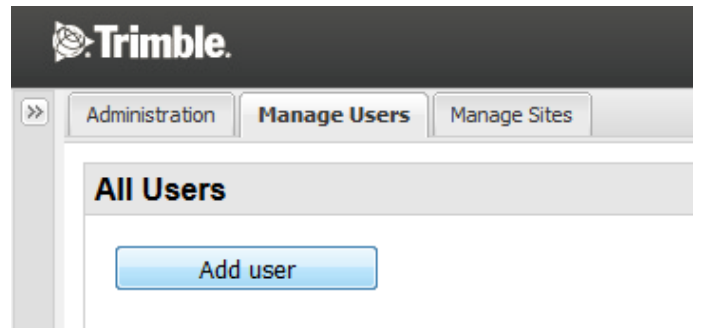 Trimble.
Administration Manage Users Manage Sites
All Users
Add user